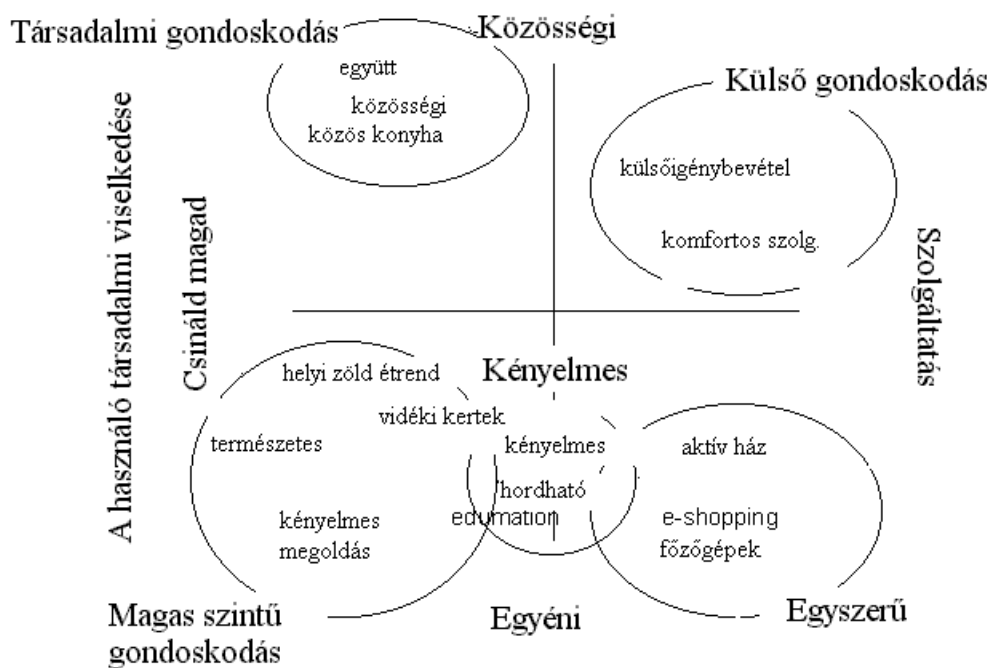 Társadalmi gondoskodás
Közösségi
Külső gondoskodás
együtt
közösségi
közös konyha
külsőigénybevétel
komfortos szolg.
A használó társadalmi viselkedése
Csináld magad
Szolgáltatás
helyi zöld étrend
Kényelmes
vidéki kertek
természetes
kényelmes
aktív ház
hordható
edumation
e-shopping
kényelmes
megoldás
főzőgépek
Magas szintű
gondoskodás
Egyéni
Egyszerű